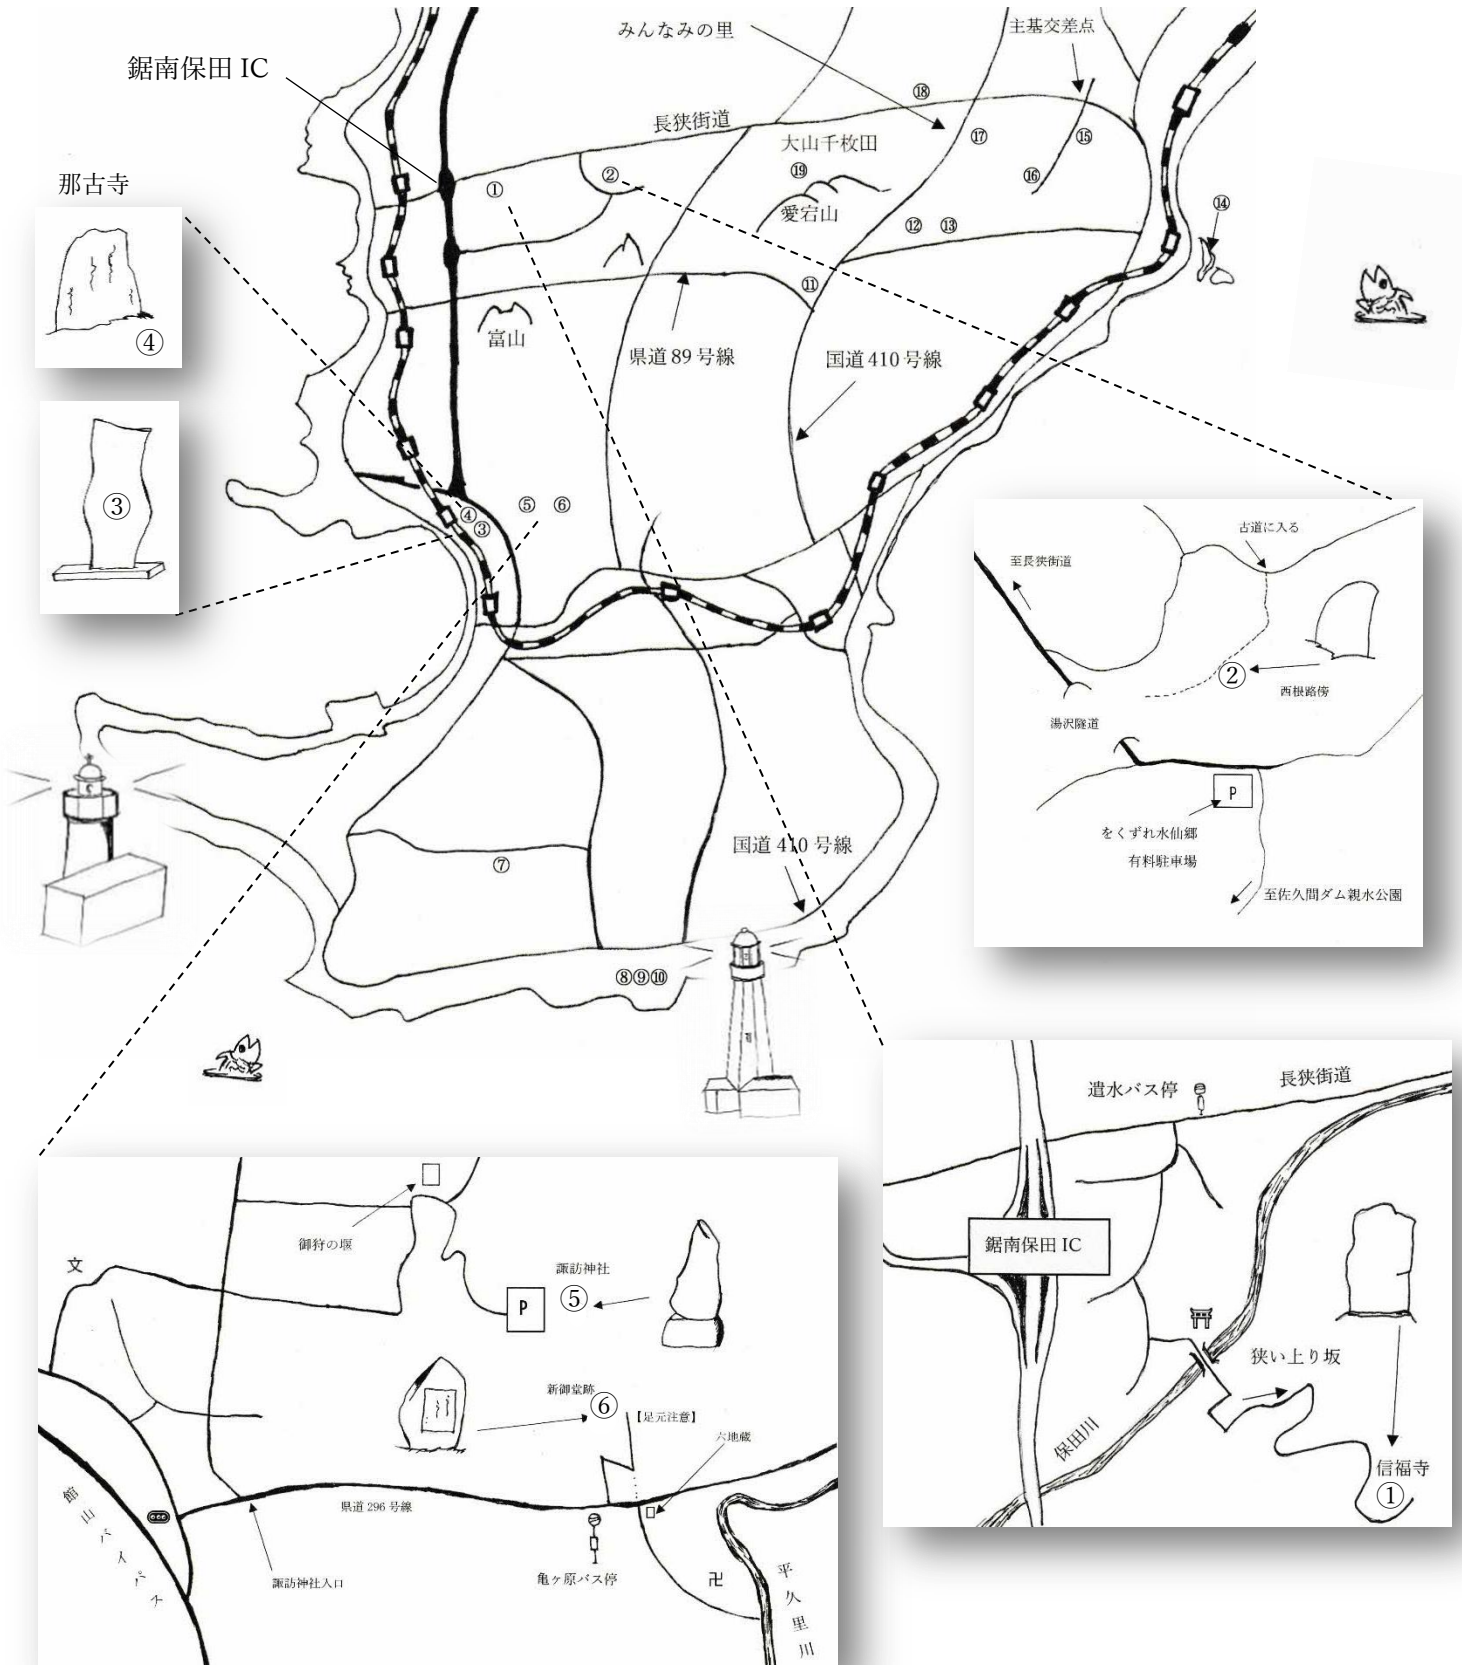 みんなみの里
主基交差点
鋸南保田 IC
⑱
長狭街道
⑰
⑮
大山千枚田
⑲
②
①
⑯
那古寺
愛宕山
⑭
⑫ ⑬
④
⑪
富山
県道 89 号線
国道 410 号線
③
⑤ ⑥
④
③
古道に入る
至長狭街道
②
西根路傍
湯沢隧道
P
をくずれ水仙郷
有料駐車場
至佐久間ダム親水公園
国道 410 号線
⑦
⑧⑨⑩
遣水バス停
長狭街道
鋸南保田 IC
狭い上り坂
保田川
信福寺
①
御狩の堰
文
諏訪神社
P
⑤
新御堂跡
⑥
【足元注意】
六地蔵
館山バイパス
県道 296 号線
諏訪神社入口
亀ヶ原バス停
卍
平久里川